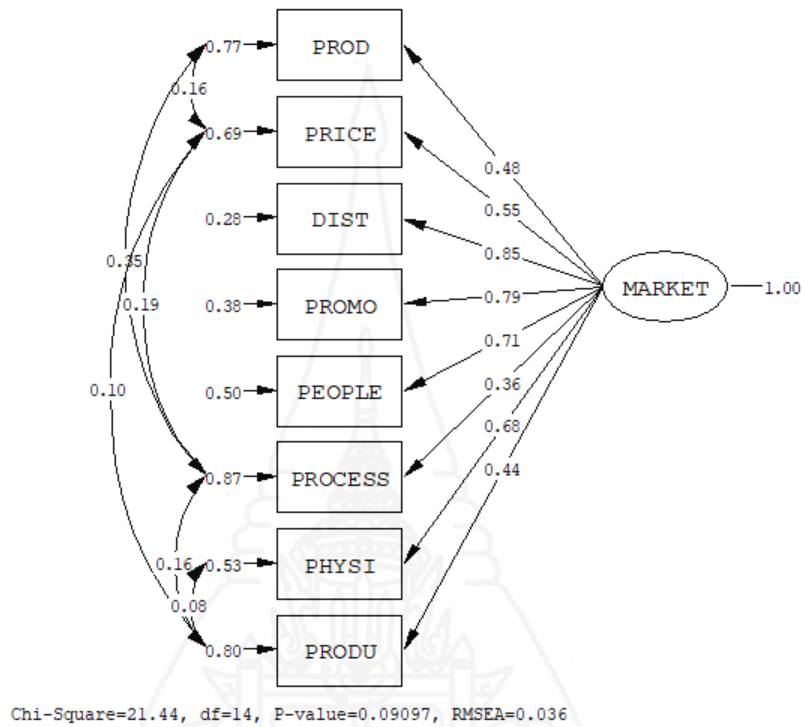 0.77
PROD
0.16
0.69
PRICE
0.48
0.55
0.28
DIST
0.85
0.35
0.19
0.38
PROMO
0.79
MARKET
1.00
0.71
0.10
0.50
PEOPLE
0.36
0.68
0.87
PROCESS
0.44
0.16
0.53
PHYSI
0.08
0.80
PRODU
Chi-Square=21.44, df=14, P-value=0.09097, RMSEA=0.036